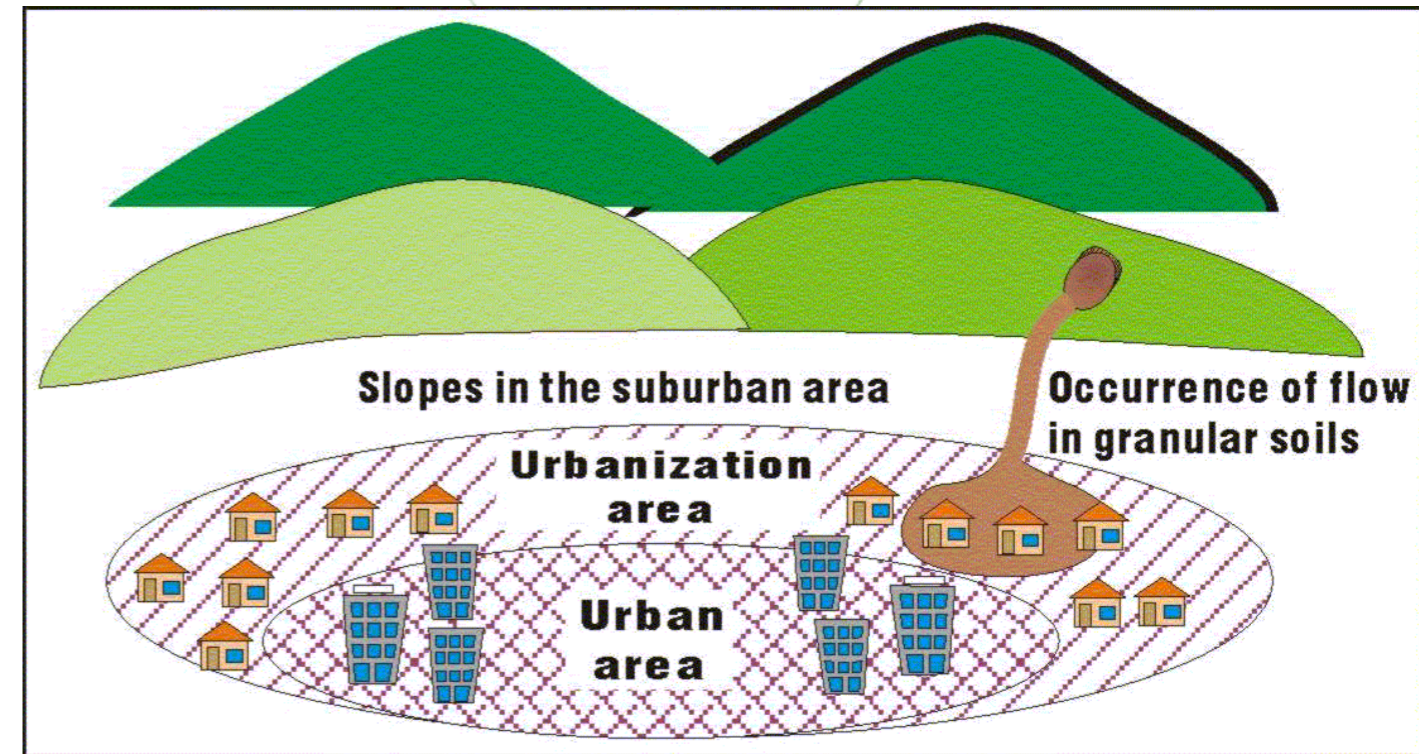 Slopes in the suburban area
Occurrence of flow
in granular soils
Urbanization
area
Urban
area